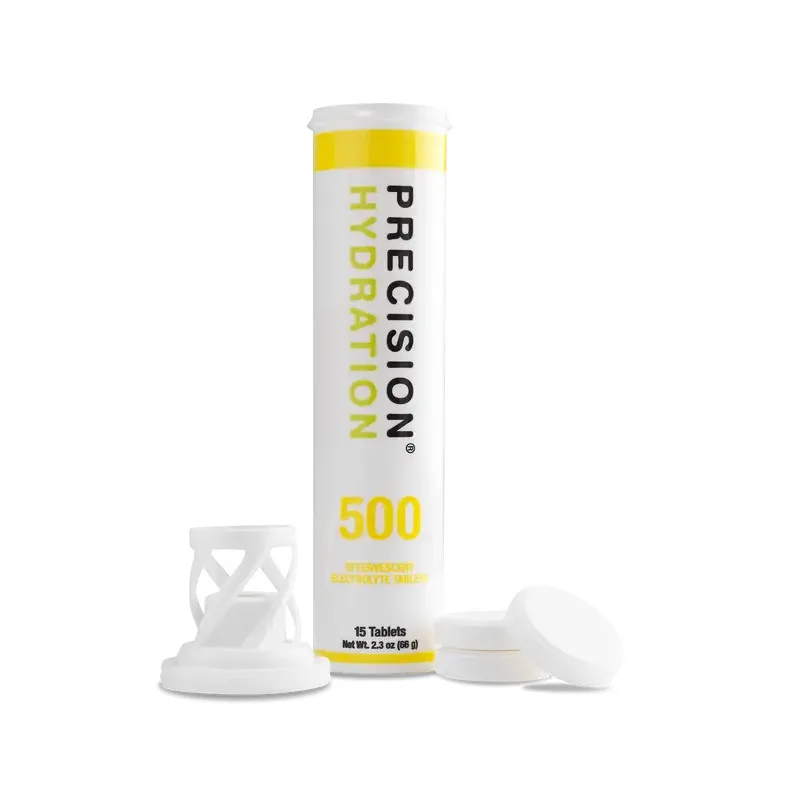 PRECISION®
HYDRATION
500
EFFERVESCENT
ELECTROLYTE TABLETS
15 Tablets
Net Wt. 2.3 oz (66 g)